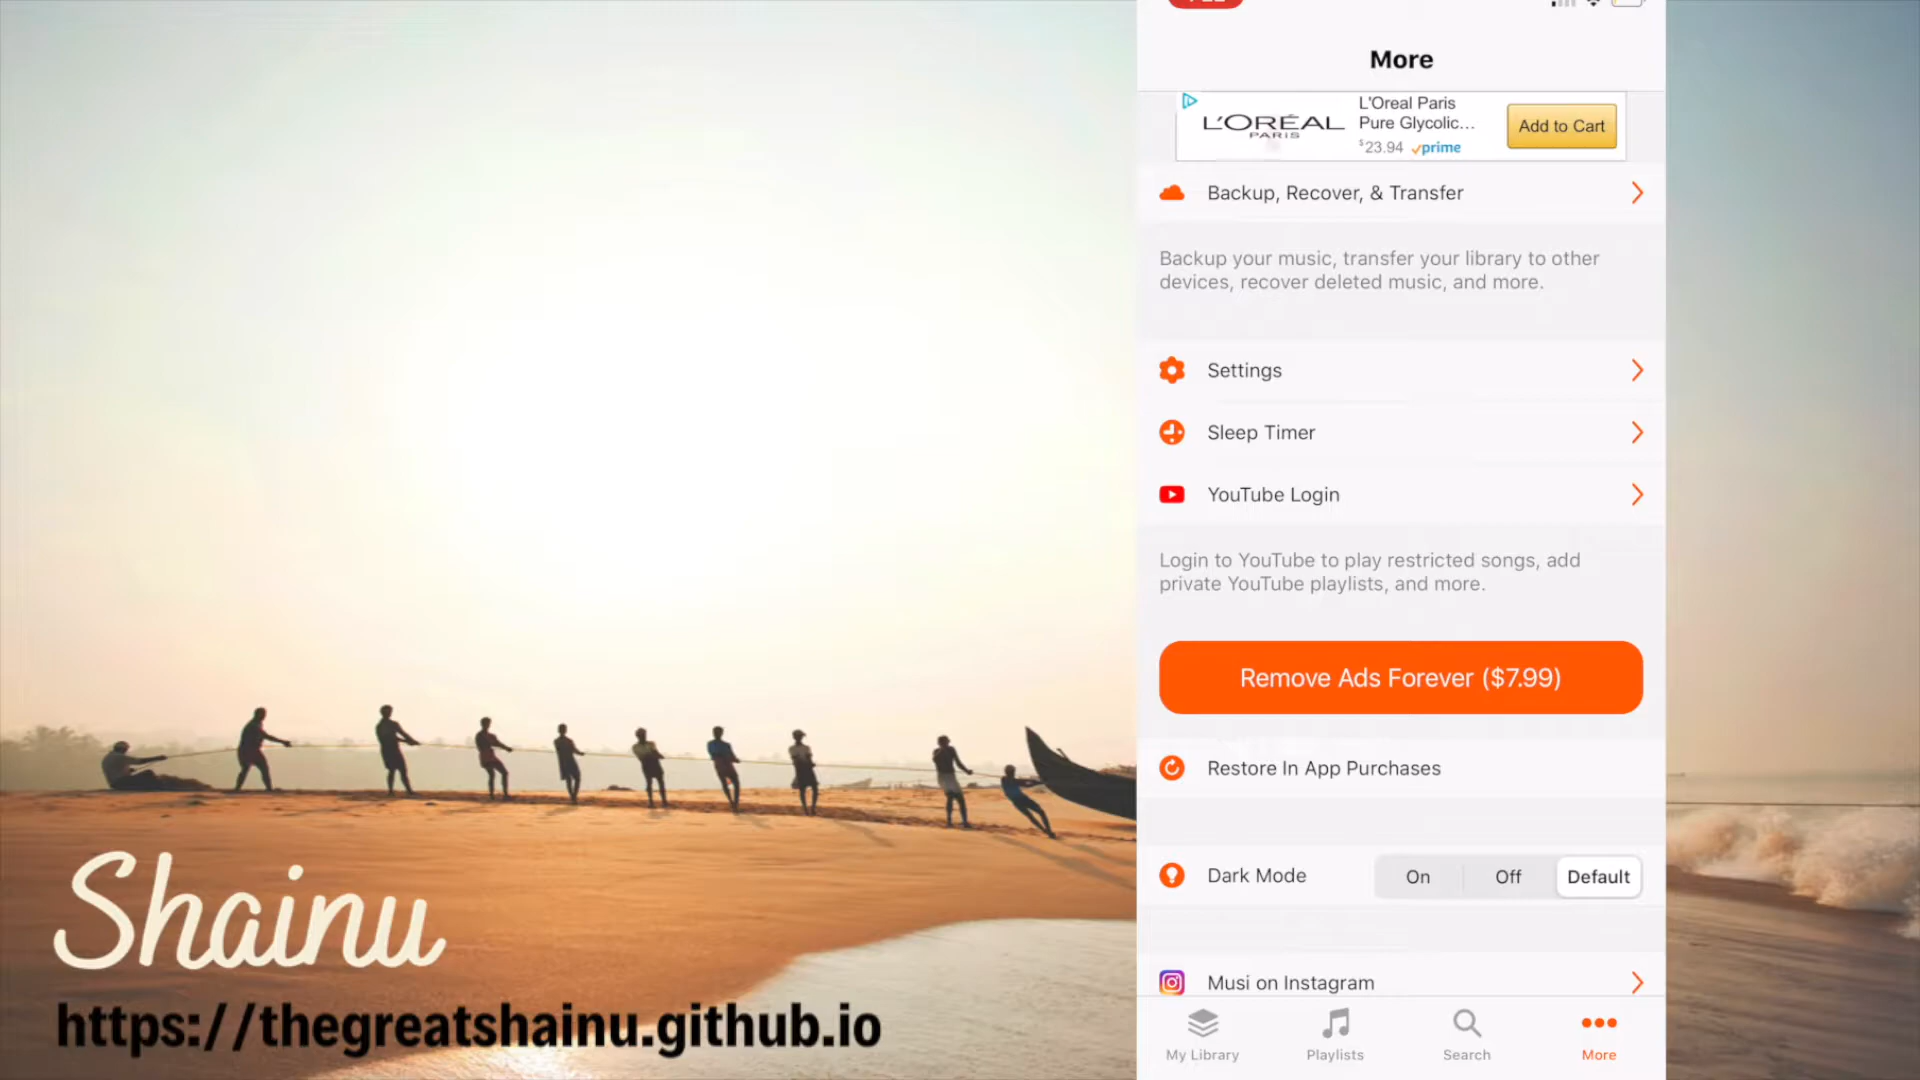 More
L'ORÉAL
PARIS
L'Oreal Paris
Pure Glycolic...
$23.94 prime
Add to Cart
Backup, Recover, & Transfer
Backup your music, transfer your library to other
devices, recover deleted music, and more.
Settings
Sleep Timer
YouTube Login
Login to YouTube to play restricted songs, add
private YouTube playlists, and more.
Remove Ads Forever ($7.99)
Restore In App Purchases
Dark Mode On Off Default
Musi on Instagram
My Library Playlists Search More
Shainu
https://thegreatshainu.github.io